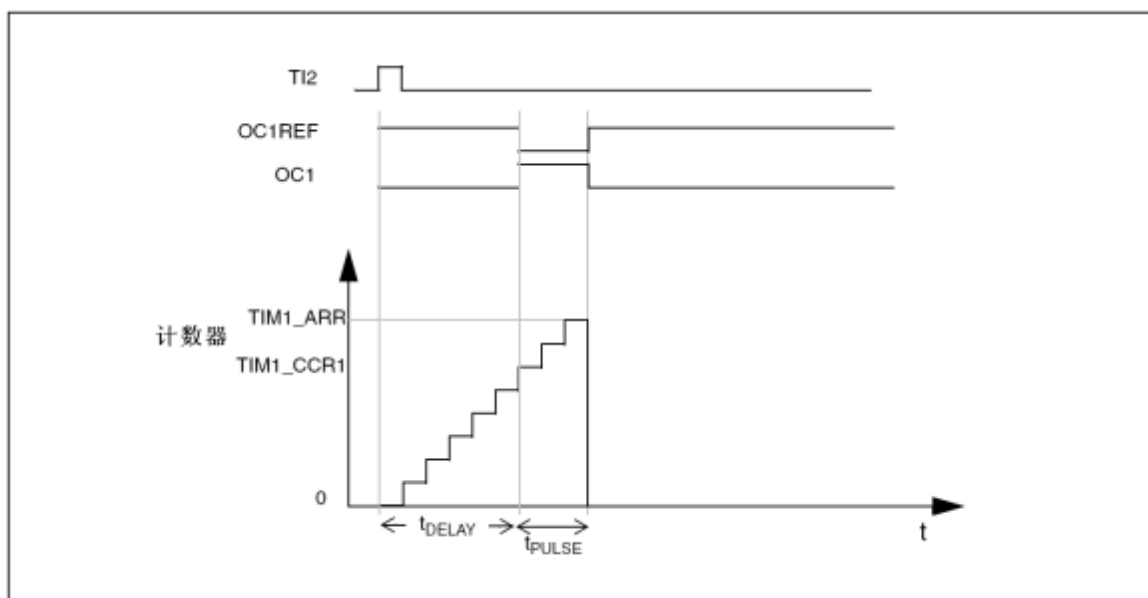 TI2
OC1REF
OC1
TIM1_ARR
计数器
TIM1_CCR1
0
tDELAY
tPULSE
t